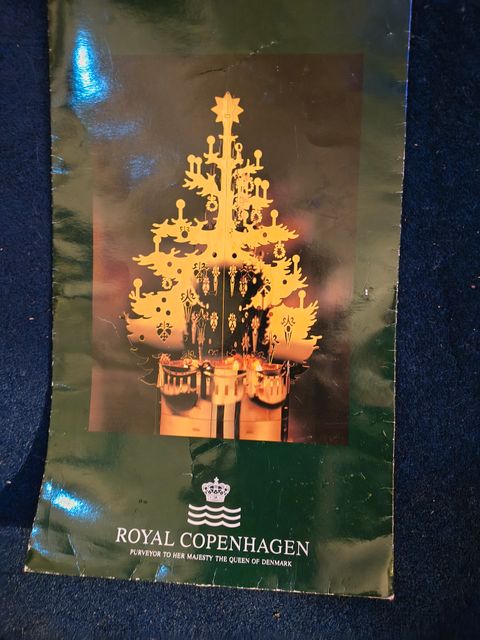 ROYAL COPENHAGEN
PURVEYOR TO HER MAJESTY THE QUEEN OF DENMARK